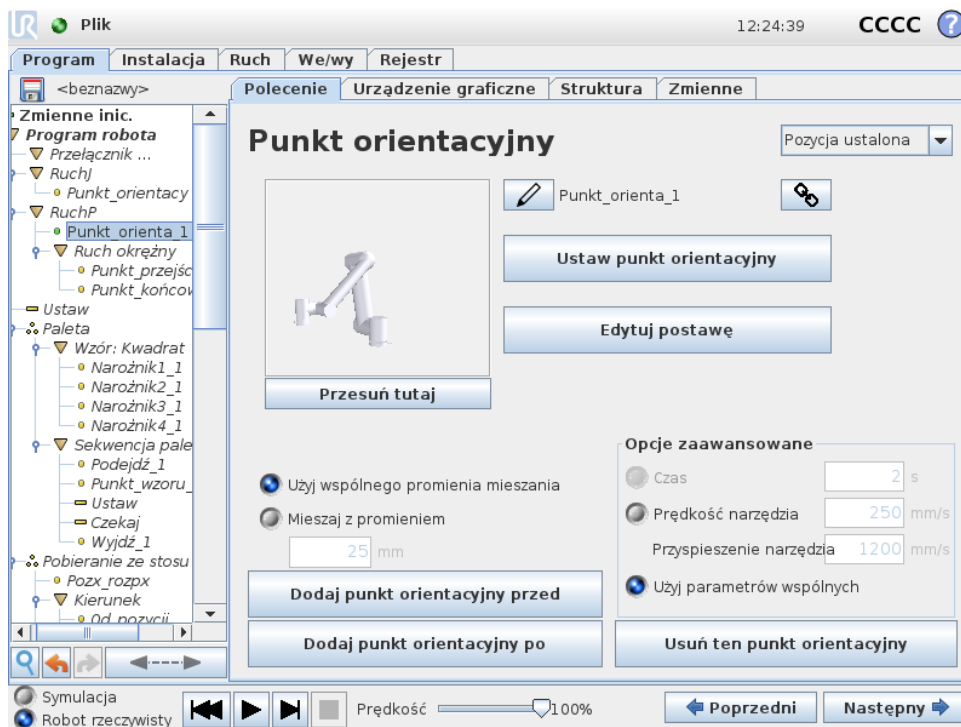 UR Plik 12:24:39 CCCC ?
Program Instalacja Ruch We/wy Rejestr
<beznazwy>
Polecenie Urządzenie graficzne Struktura Zmienne
Zmienne inic.
Program robota
Przełącznik ...
RuchJ
Punkt_orientacy
RuchP
Punkt_orienta_1
Ruch okrężny
Punkt_przejśc
Punkt_końcow
Ustaw
Paleta
Wzór: Kwadrat
Narożnik1_1
Narożnik2_1
Narożnik3_1
Narożnik4_1
Sekwencja pale
Podejdź_1
Punkt_wzoru_
Ustaw
Czekaj
Wyjdź_1
Pobieranie ze stosu
Pozx_rozpx
Kierunek
Od_pozycji
Punkt orientacyjny
Pozycja ustalona
Punkt_orienta_1
Ustaw punkt orientacyjny
Edytuj postawę
Przesuń tutaj
Użyj wspólnego promienia mieszania
Mieszaj z promieniem
25 mm
Opcje zaawansowane
Czas 2 s
Prędkość narzędzia 250 mm/s
Przyspieszenie narzędzia 1200 mm/s
Użyj parametrów wspólnych
Dodaj punkt orientacyjny przed
Dodaj punkt orientacyjny po
Usuń ten punkt orientacyjny
Symulacja
Robot rzeczywisty
Prędkość 100%
Poprzedni
Następny